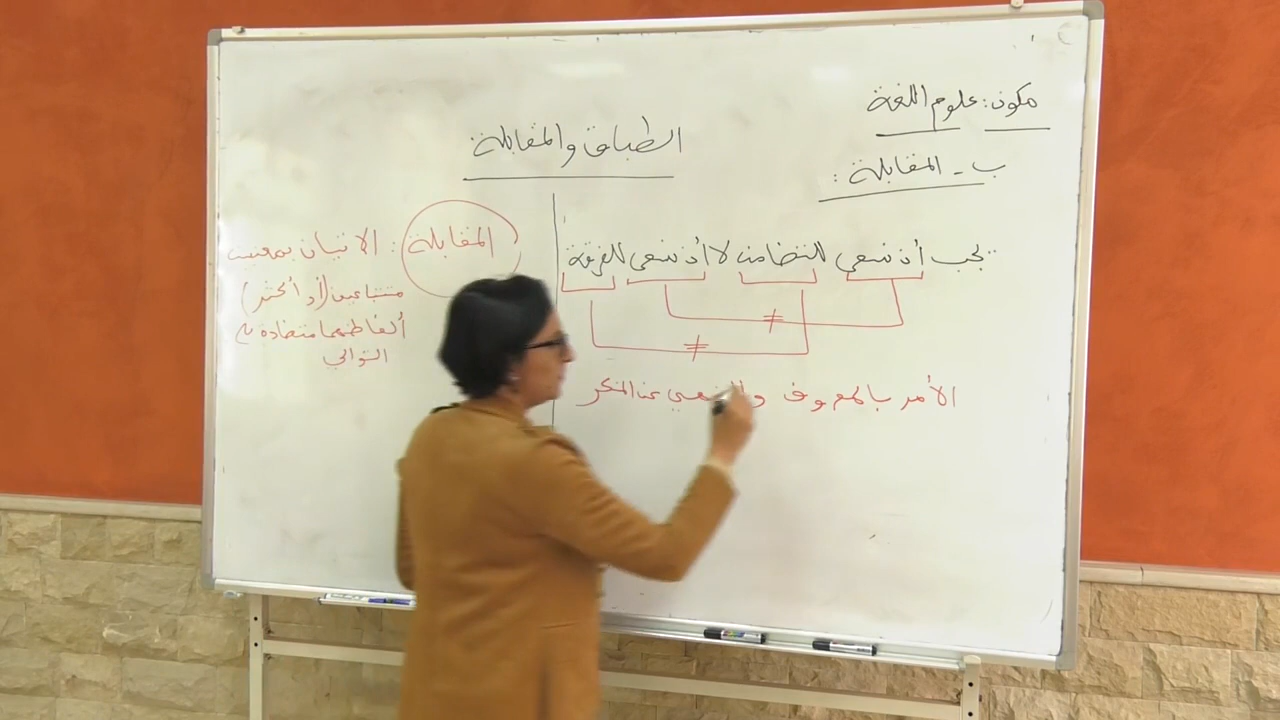 مكون: علوم اللغة
الطباق والمقابلة
ب - المقابلة :
يجب أن نسعى للتضامن لا أن نسعى للفرقة
≠
≠
الأمر بالمعروف والنهي عن المنكر
المقابلة : الاتيان بمعنيين
متتابعين (أو أكثر)
ألفاظهما متضادة على
التوالي